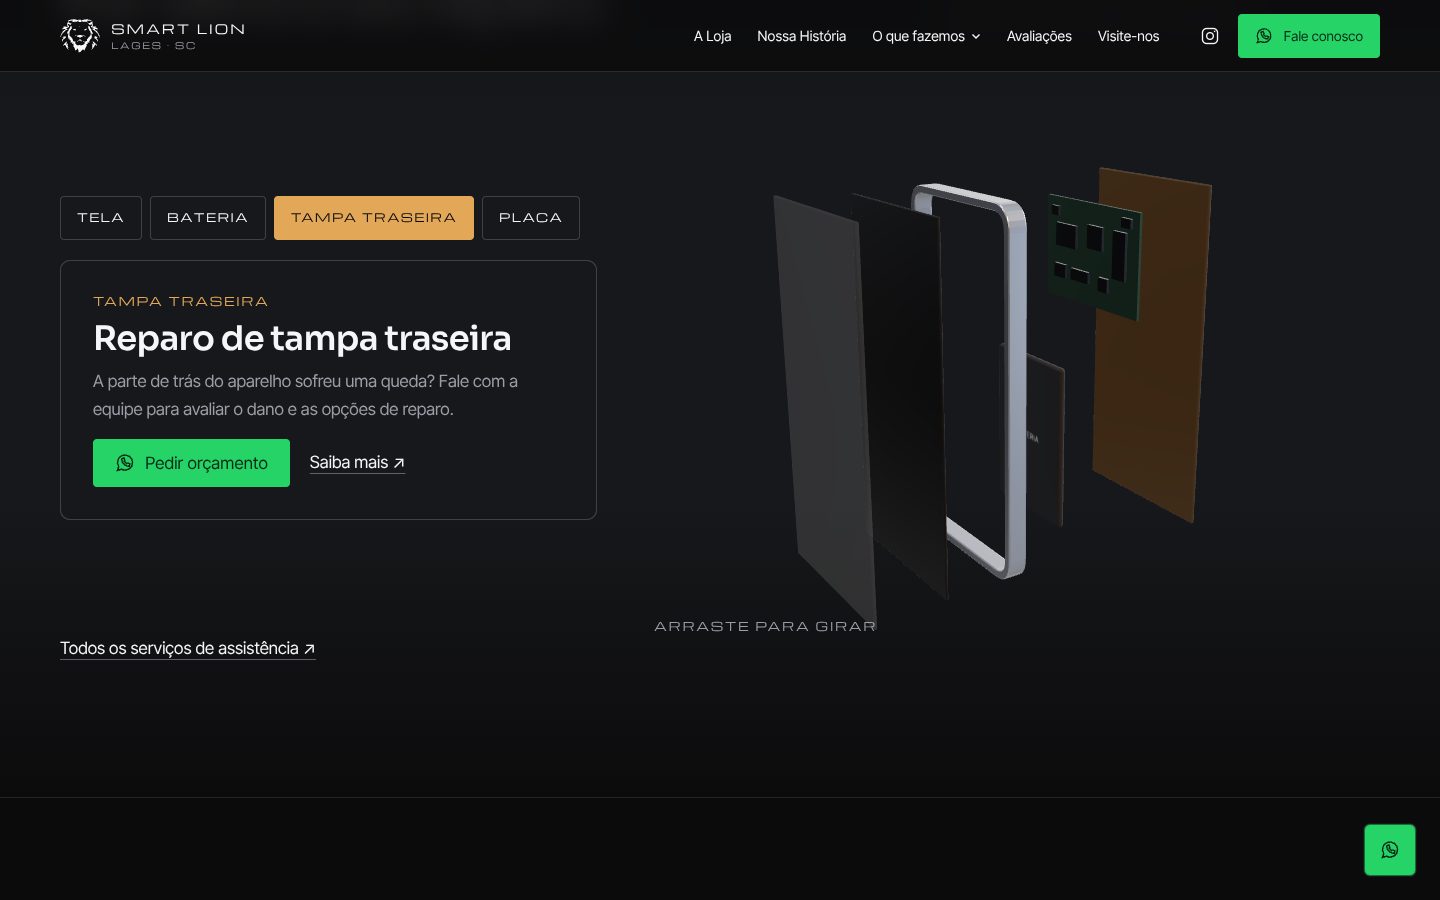 SMART LION
LAGES · SC
A Loja
Nossa História
O que fazemos
Avaliações
Visite-nos
Fale conosco
TELA
BATERIA
TAMPA TRASEIRA
PLACA
TAMPA TRASEIRA
Reparo de tampa traseira
A parte de trás do aparelho sofreu uma queda? Fale com a
equipe para avaliar o dano e as opções de reparo.
Pedir orçamento
Saiba mais ↗
ARRASTE PARA GIRAR
Todos os serviços de assistência ↗